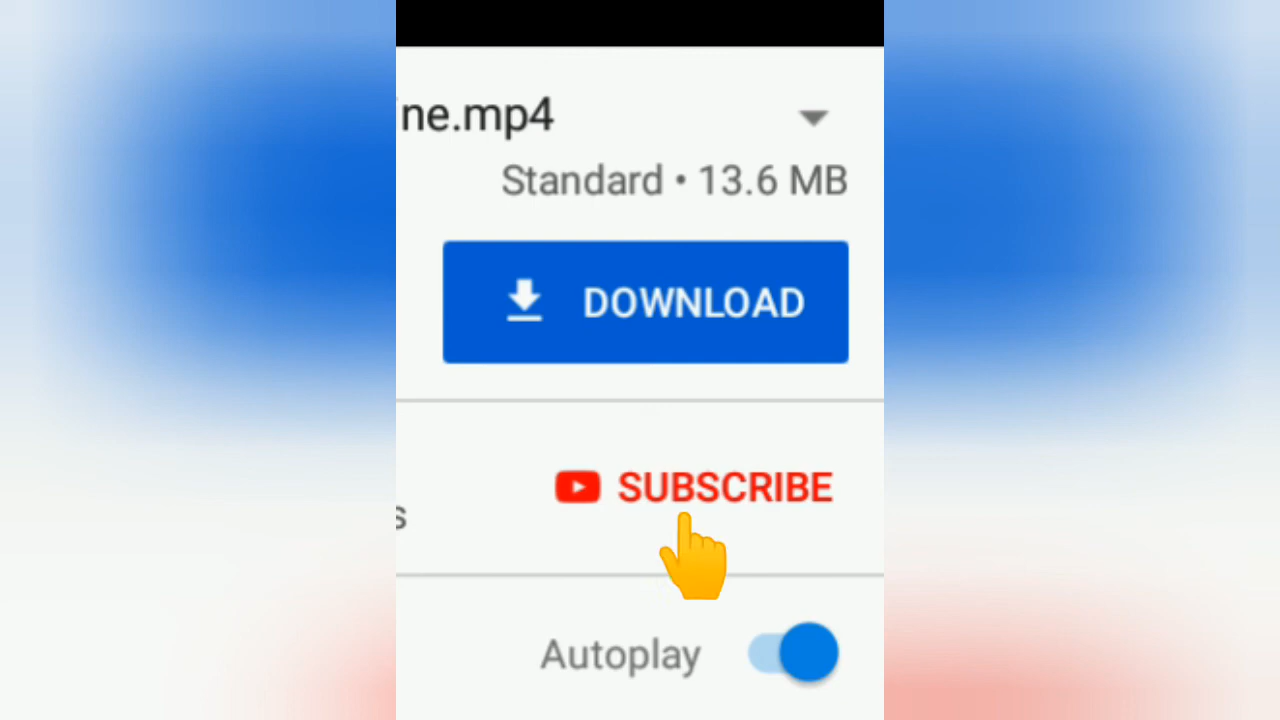 ne.mp4
Standard • 13.6 MB
DOWNLOAD
SUBSCRIBE
s
Autoplay